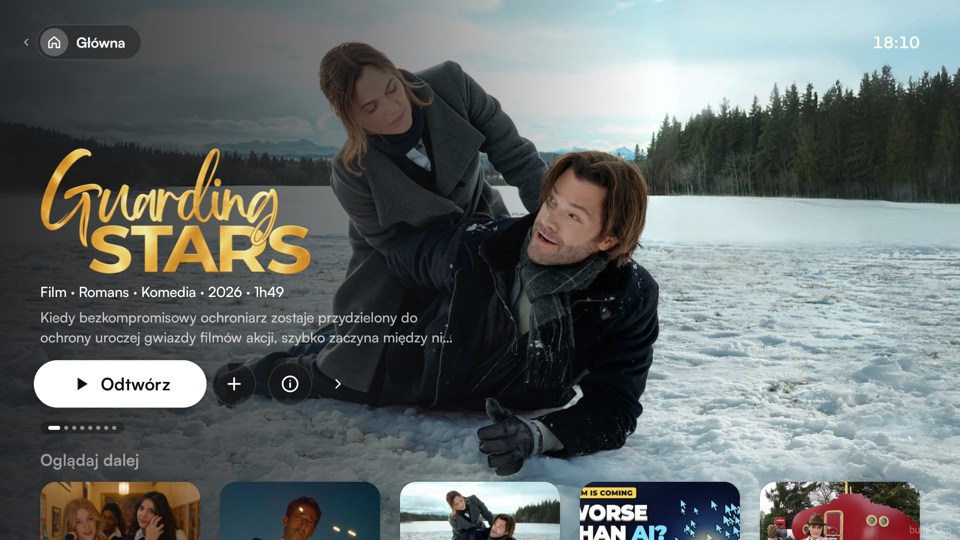 Główna
18:10
Guarding
STARS
Film · Romans · Komedia · 2026 · 1h49
Kiedy bezkompromisowy ochroniarz zostaje przydzielony do
ochrony uroczej gwiazdy filmów akcji, szybko zaczyna między ni...
Odtwórz
Oglądaj dalej
M IS COMING
WORSE
HAN AI?